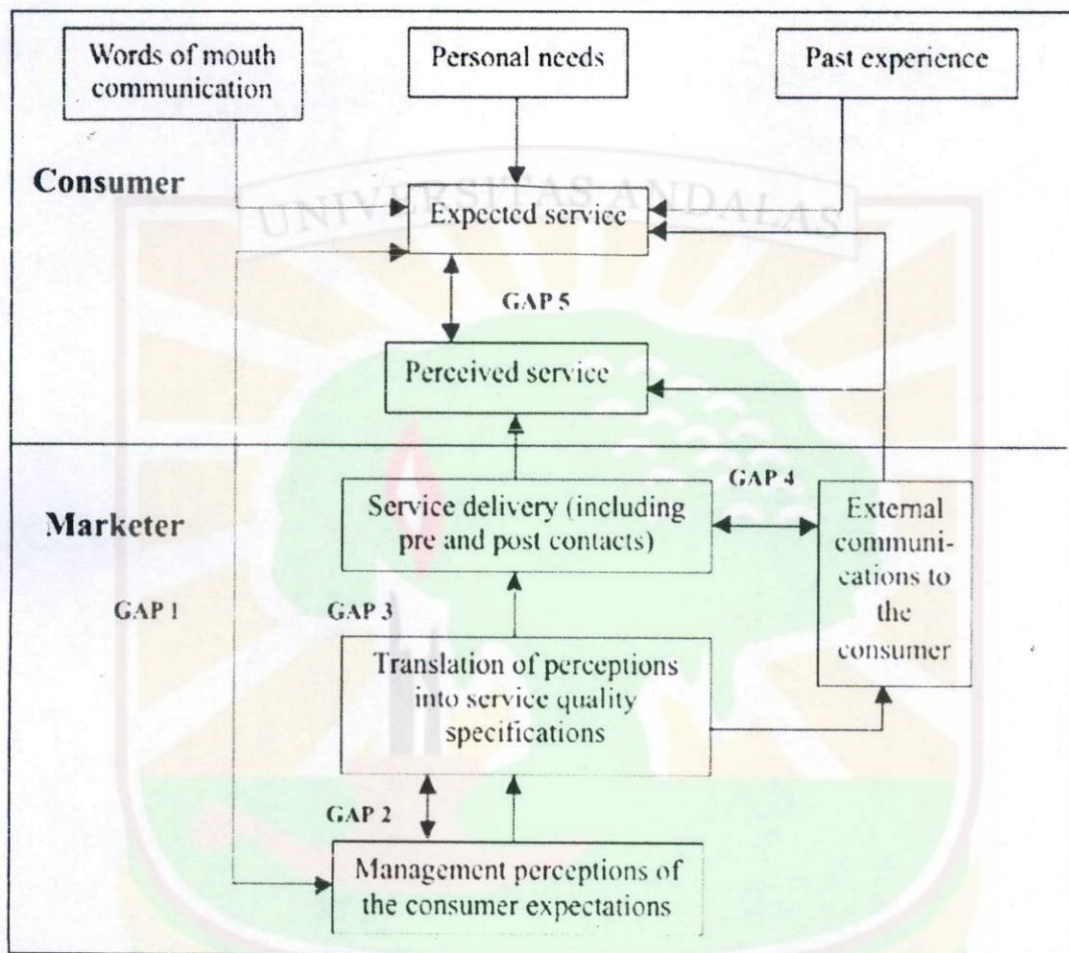 Words of mouth
communication
Personal needs
Past experience
Consumer
UNIVERSITAS ANDALAS
Expected service
GAP 5
Perceived service
Marketer
Service delivery (including
pre and post contacts)
GAP 4
External
communi-
cations to
the
consumer
GAP 1
GAP 3
Translation of perceptions
into service quality
specifications
GAP 2
Management perceptions of
the consumer expectations